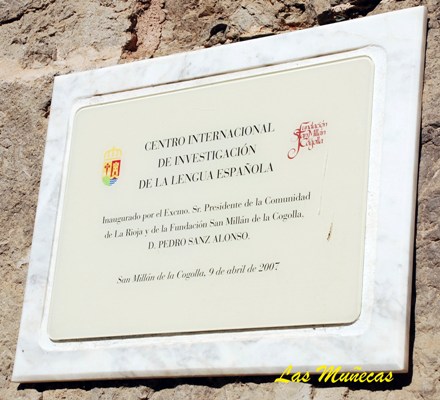 CENTRO INTERNACIONAL
DE INVESTIGACIÓN
DE LA LENGUA ESPAÑOLA
Fundación
San Millán
Cogolla
Inaugurado por el Excmo. Sr. Presidente de la Comunidad
de La Rioja y de la Fundación San Millán de la Cogolla.
D. PEDRO SANZ ALONSO.
San Millán de la Cogolla, 9 de abril de 2007
Las Muñecas